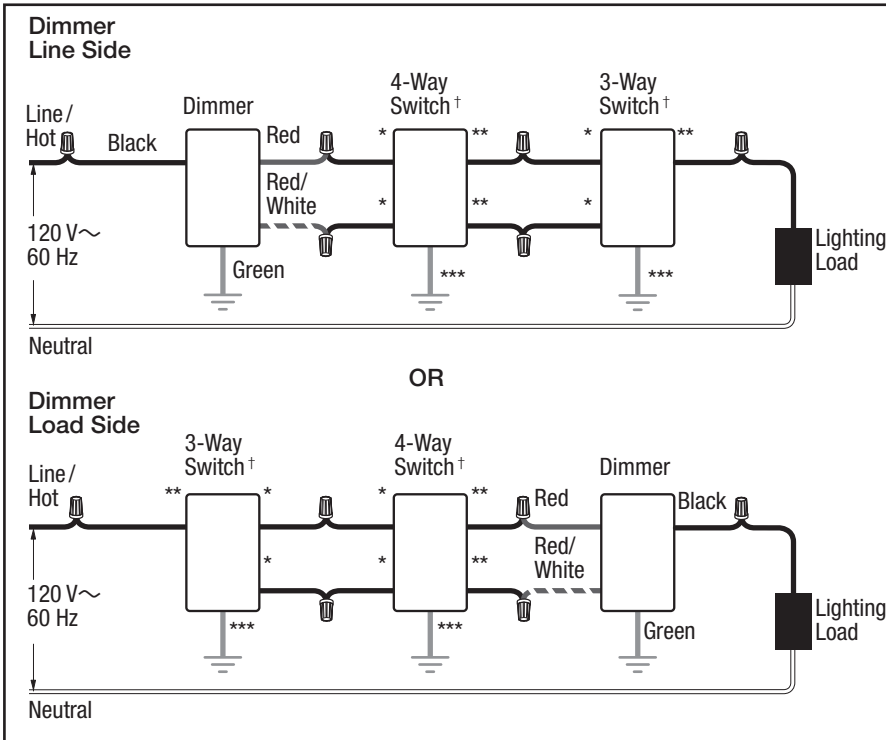 Dimmer
Line Side
4-Way
Switch †
3-Way
Switch †
Line /
Hot
Dimmer
Black
Red
*
**
*
**
Red/
White
*
**
*
120 V~
60 Hz
Green
***
***
Lighting
Load
Neutral
OR
Dimmer
Load Side
3-Way
Switch †
4-Way
Switch †
Dimmer
Line /
Hot
**
*
*
**
Red
Black
*
*
**
Red/
White
120 V~
60 Hz
***
***
Green
Lighting
Load
Neutral